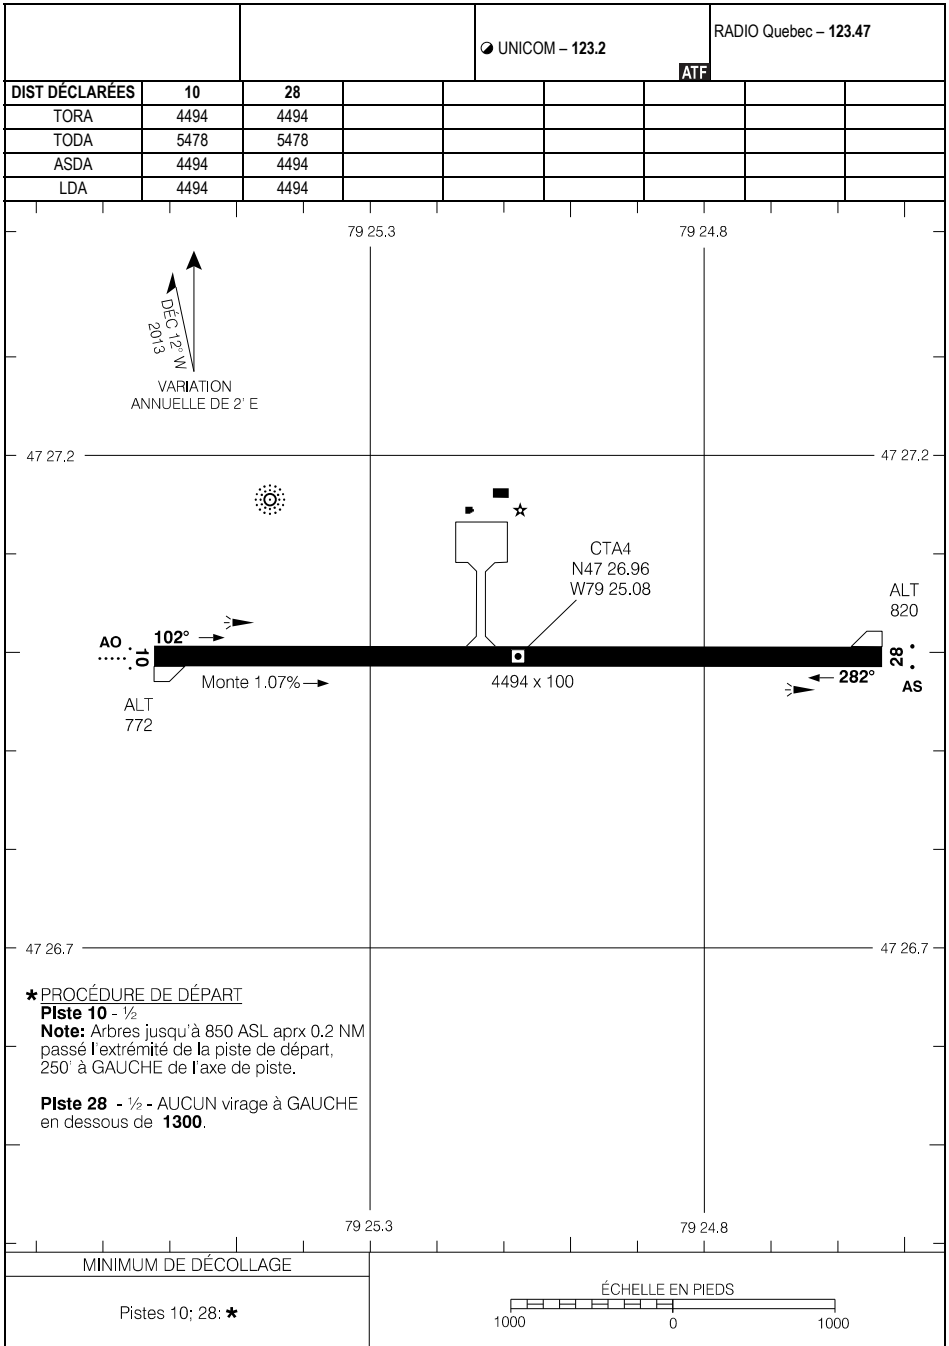 UNICOM – 123.2
ATF
RADIO Quebec – 123.47
DIST DÉCLARÉES 10 28
TORA 4494 4494
TODA 5478 5478
ASDA 4494 4494
LDA 4494 4494
79 25.3 79 24.8
DÉC 12° W
2013
VARIATION
ANNUELLE DE 2' E
47 27.2 47 27.2
CTA4
N47 26.96
W79 25.08
ALT
820
AO 10 102°
28
Monte 1.07% 4494 x 100 282° AS
ALT
772
47 26.7 47 26.7
*PROCÉDURE DE DÉPART
Piste 10 - ½
Note: Arbres jusqu'à 850 ASL aprx 0.2 NM
passé l'extrémité de la piste de départ,
250' à GAUCHE de l'axe de piste.
Piste 28 - ½ - AUCUN virage à GAUCHE
en dessous de 1300.
79 25.3 79 24.8
MINIMUM DE DÉCOLLAGE
Pistes 10; 28: *
ÉCHELLE EN PIEDS
1000 0 1000